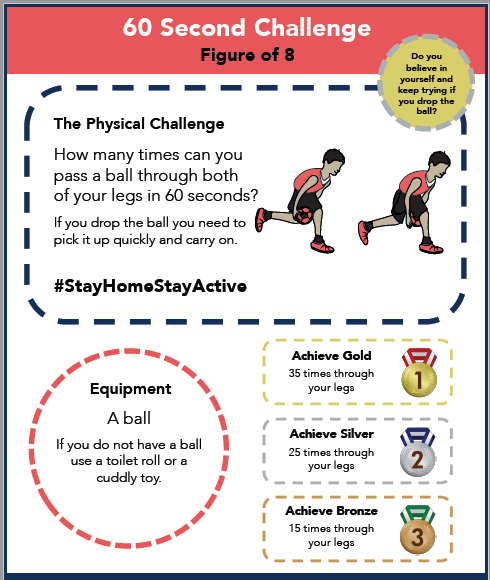 60 Second Challenge
Figure of 8
Do you
believe in
yourself and
keep trying if
you drop the
ball?
The Physical Challenge
How many times can you
pass a ball through both
of your legs in 60 seconds?
If you drop the ball you need to
pick it up quickly and carry on.
#StayHomeStayActive
Equipment
A ball
If you do not have a ball
use a toilet roll or a
cuddly toy.
Achieve Gold
35 times through
your legs
1
Achieve Silver
25 times through
your legs
2
Achieve Bronze
15 times through
your legs
3